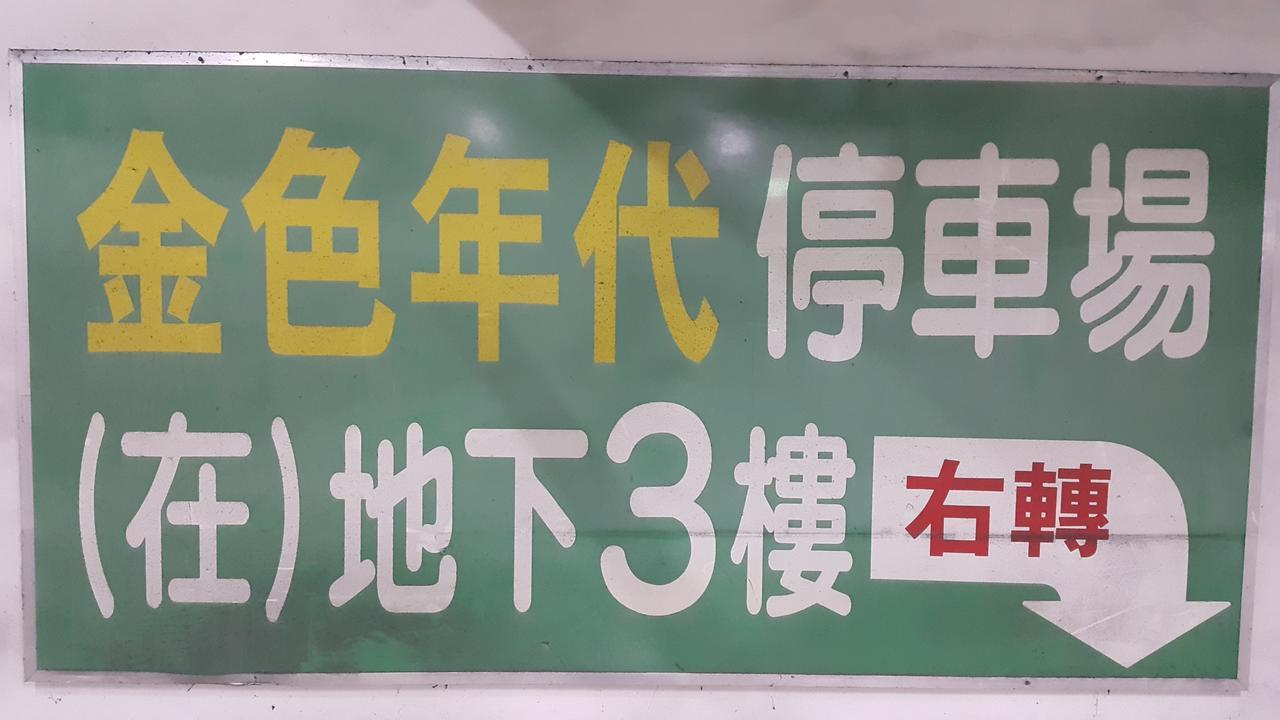 金色年代 停車場
(在)地下3樓 右轉